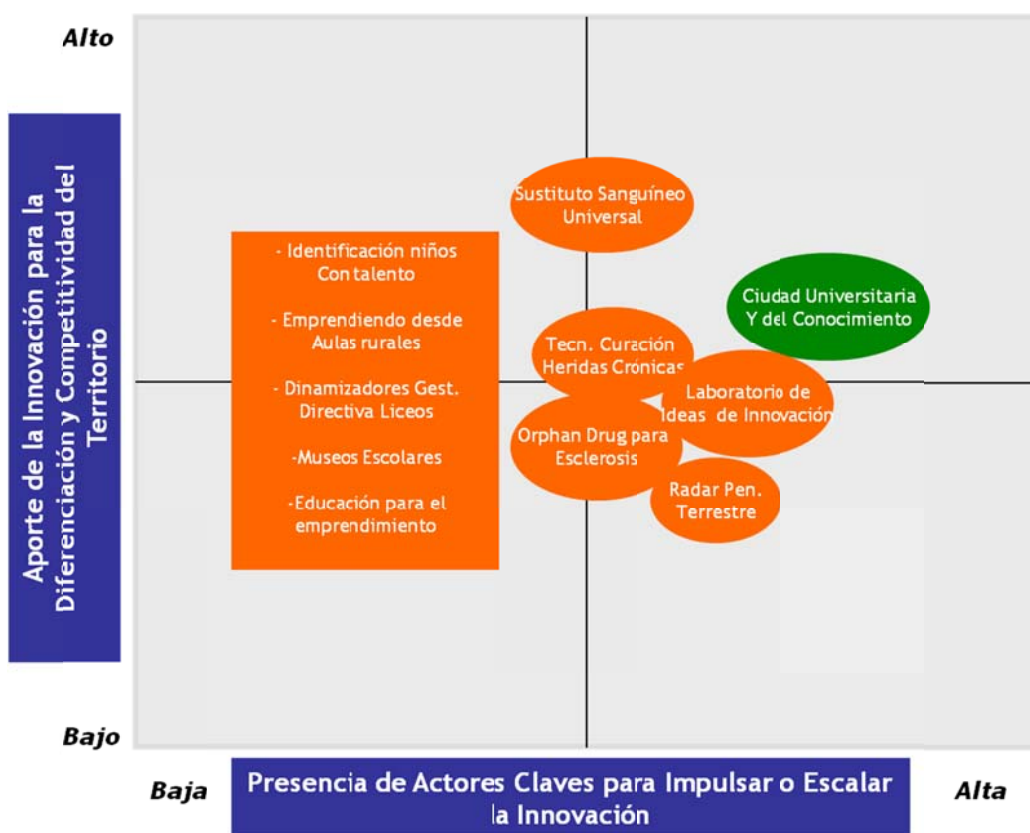 Alto
Aporte de la Innovación para la
Diferenciación y Competitividad del
Territorio
Sustituto Sanguíneo
Universal
- Identificación niños
Con talento
- Emprendiendo desde
Aulas rurales
- Dinamizadores Gest.
Directiva Liceos
-Museos Escolares
-Educación para el
emprendimiento
Ciudad Universitaria
Y del Conocimiento
Tecn. Curación
Heridas Crónicas
Laboratorio de
Ideas de Innovación
Orphan Drug para
Esclerosis
Radar Pen.
Terrestre
Bajo
Baja
Presencia de Actores Claves para Impulsar o Escalar
la Innovación
Alta